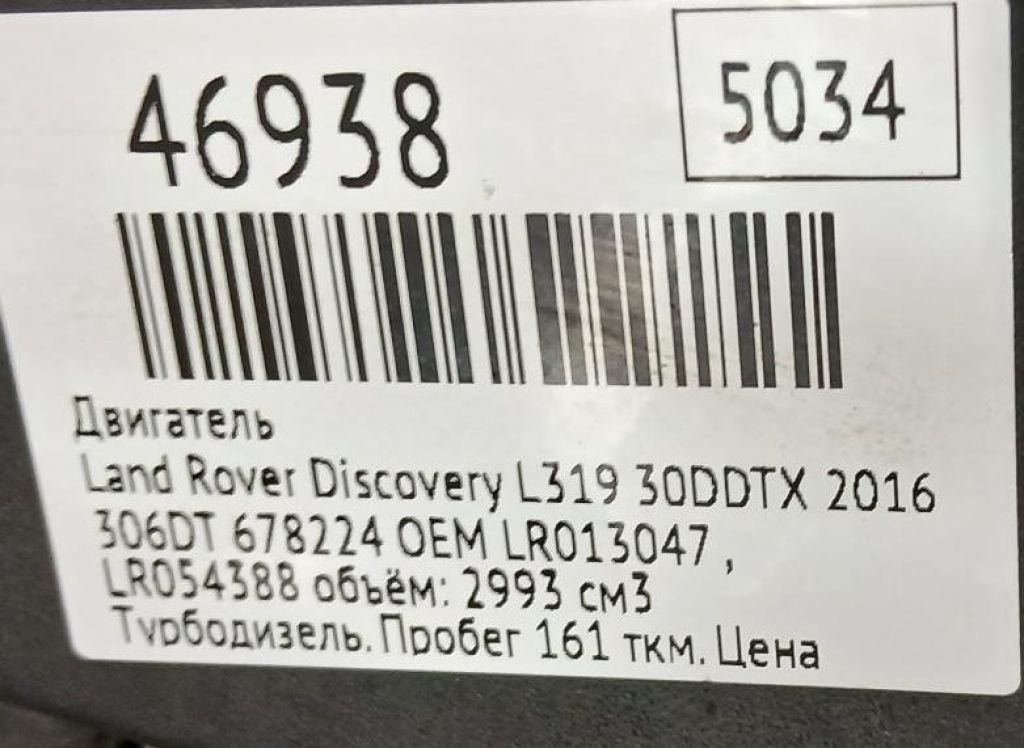 46938
5034
Двигатель
Land Rover Discovery L319 30DDTX 2016
306DT 678224 OEM LR013047 ,
LR054388 объём: 2993 см3
Турбодизель. Пробег 161 ткм. Цена